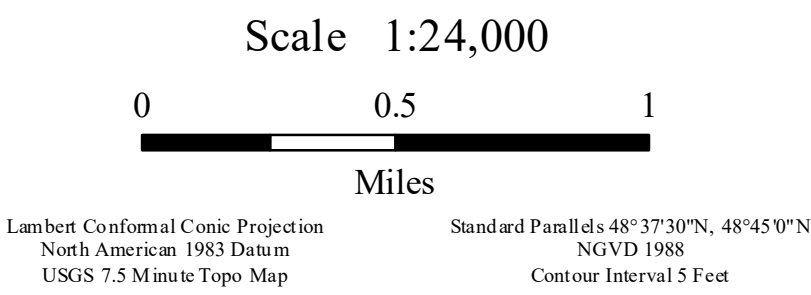 Scale 1:24,000
0 0.5 1
Miles
Lambert Conformal Conic Projection
North American 1983 Datum
USGS 7.5 Minute Topo Map
Standard Parallels 48°37'30"N, 48°45'0"N
NGVD 1988
Contour Interval 5 Feet